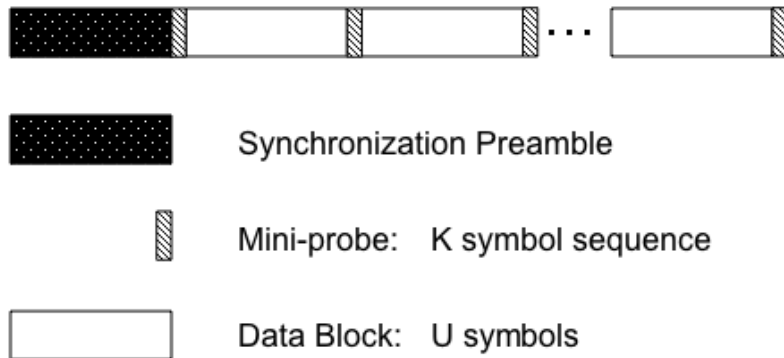 Synchronization Preamble
Mini-probe: K symbol sequence
Data Block: U symbols